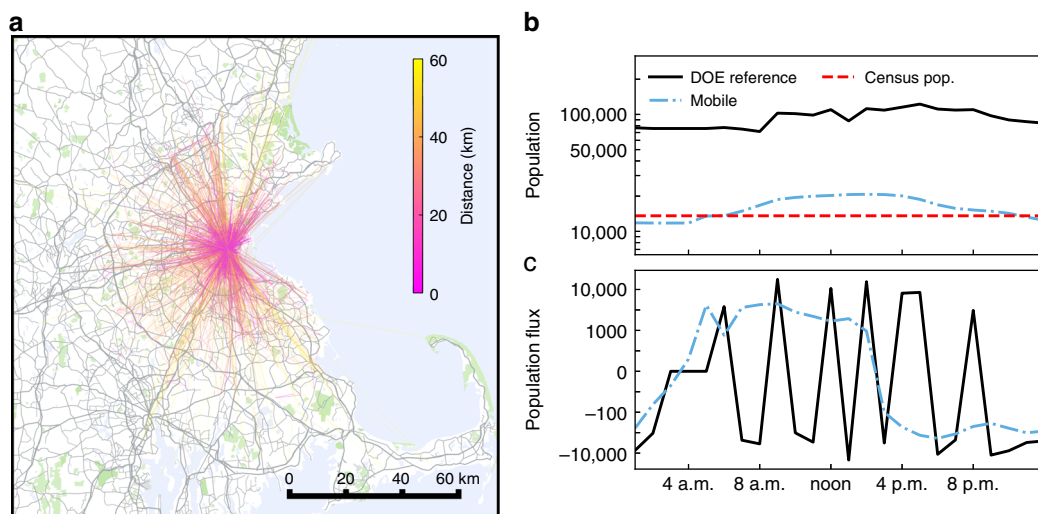 a
60
40
20
0
Distance (km)
0 20 40 60 km
b
DOE reference
Census pop.
Mobile
100,000
50,000
10,000
Population
c
10,000
1000
0
−100
−10,000
Population flux
4 a.m. 8 a.m. noon 4 p.m. 8 p.m.